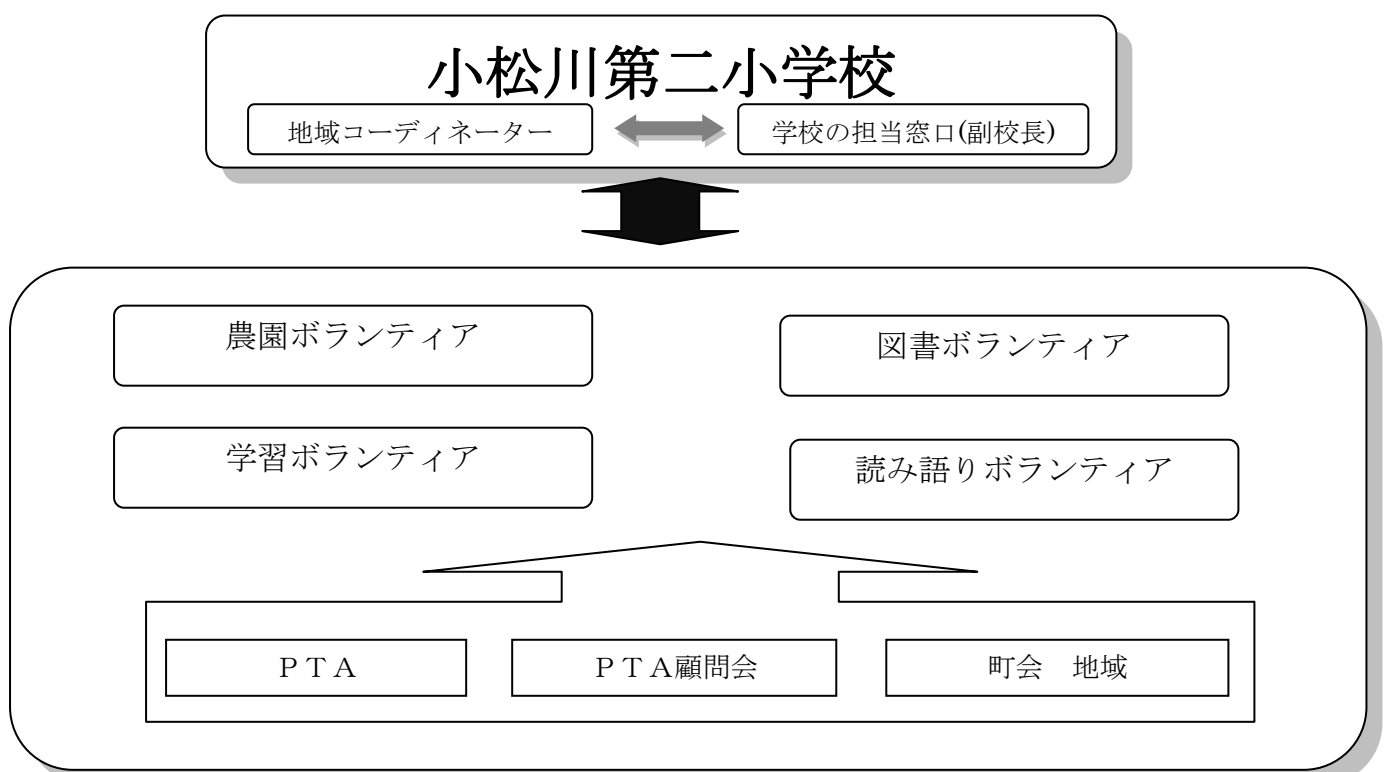 小松川第二小学校
地域コーディネーター
学校の担当窓口(副校長)
農園ボランティア
図書ボランティア
学習ボランティア
読み語りボランティア
ＰＴＡ
ＰＴＡ顧問会
町会　地域